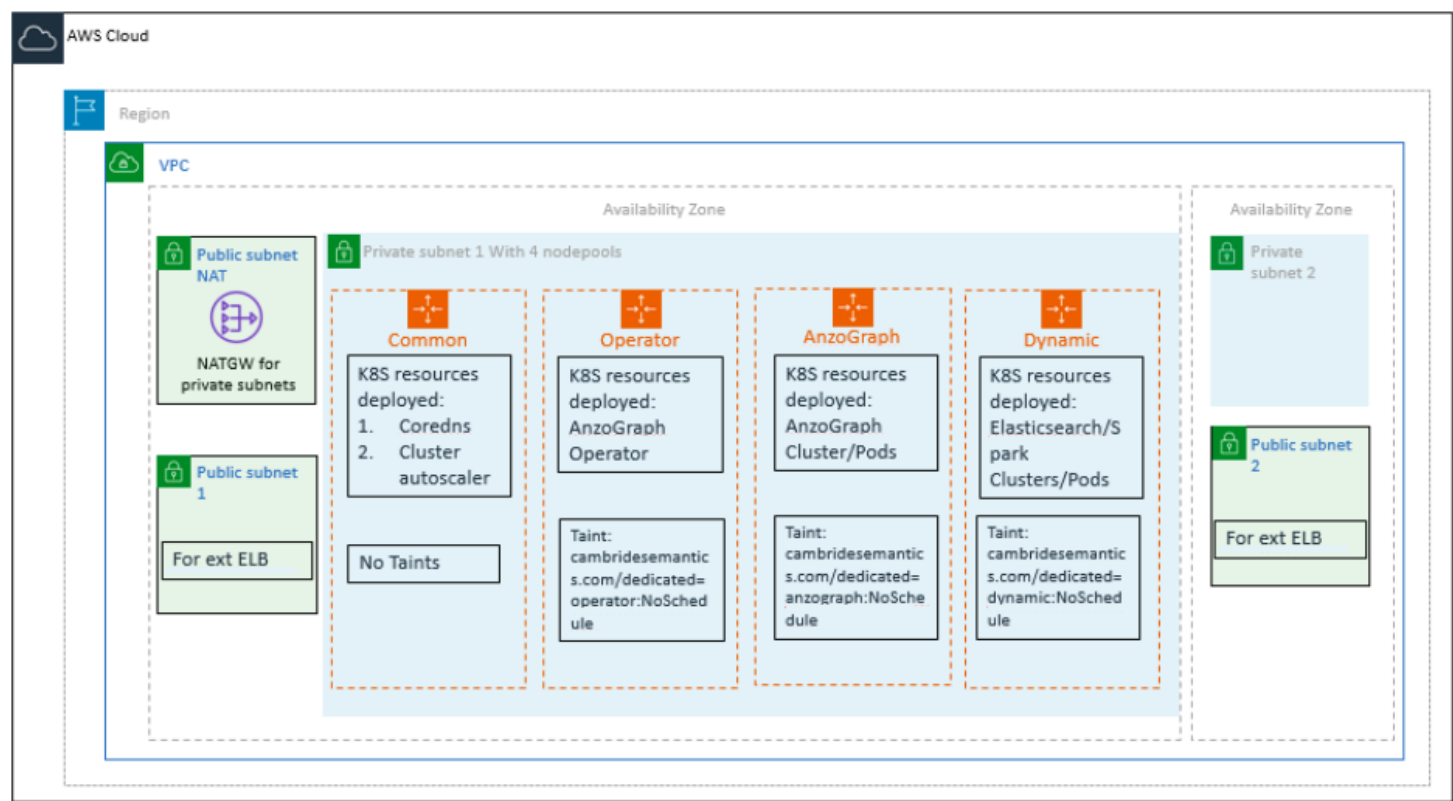 AWS Cloud
Region
VPC
Availability Zone
Public subnet
NAT
NATGW for
private subnets
Public subnet
1
For ext ELB
Private subnet 1 With 4 nodepools
Common
K8S resources
deployed:
1. Coredns
2. Cluster
autoscaler
No Taints
Operator
K8S resources
deployed:
AnzoGraph
Operator
Taint:
cambridesemantic
s.com/dedicated=
operator:NoSched
ule
AnzoGraph
K8S resources
deployed:
AnzoGraph
Cluster/Pods
Taint:
cambridesemantic
s.com/dedicated=
anzograph:NoSche
dule
Dynamic
K8S resources
deployed:
Elasticsearch/S
park
Clusters/Pods
Taint:
cambridesemantic
s.com/dedicated=
dynamic:NoSched
ule
Availability Zone
Private
subnet 2
Public subnet
2
For ext ELB